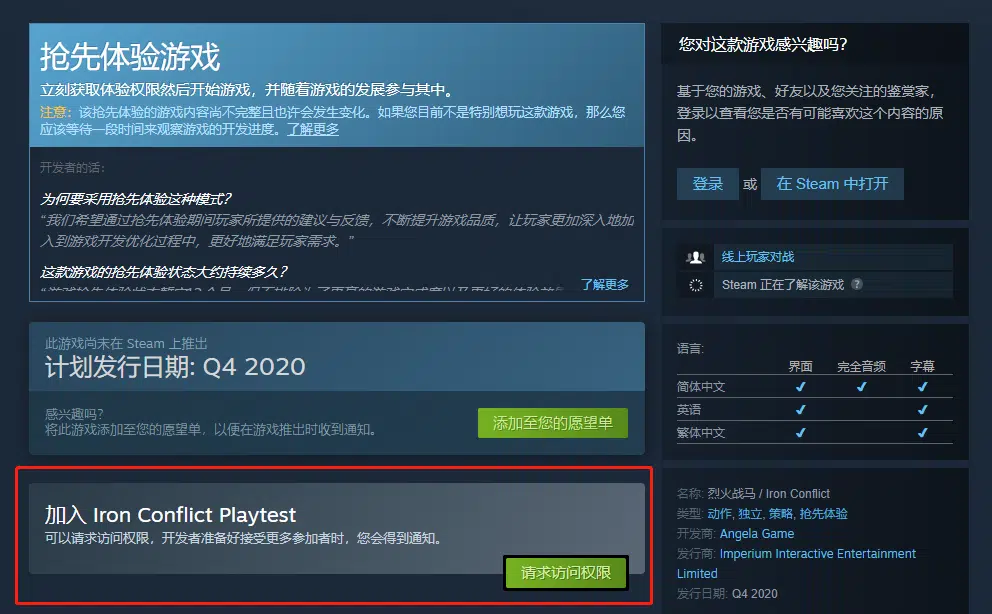 抢先体验游戏
立刻获取体验权限然后开始游戏，并随着游戏的发展参与其中。
注意：该抢先体验的游戏内容尚不完整且也许会发生变化。如果您目前不是特别想玩这款游戏，那么您
应该等待一段时间来观察游戏的开发进度。了解更多
开发者的话：
为何要采用抢先体验这种模式？
“我们希望通过抢先体验期间玩家所提供的建议与反馈，不断提升游戏品质，让玩家更加深入地加
入到游戏开发优化过程中，更好地满足玩家需求。”
这款游戏的抢先体验状态大约持续多久？
了解更多
此游戏尚未在 Steam 上推出
计划发行日期: Q4 2020
感兴趣吗？
将此游戏添加至您的愿望单，以便在游戏推出时收到通知。
添加至您的愿望单
加入 Iron Conflict Playtest
可以请求访问权限，开发者准备好接受更多参加者时，您会得到通知。
请求访问权限
您对这款游戏感兴趣吗？
基于您的游戏、好友以及您关注的鉴赏家，
登录以查看您是否有可能喜欢这个内容的原
因。
登录 或 在 Steam 中打开
线上玩家对战
Steam 正在了解该游戏 ?
语言:
界面 完全音频 字幕
简体中文 ✔ ✔ ✔
英语 ✔ ✔
繁体中文 ✔ ✔
名称: 烈火战马 / Iron Conflict
类型: 动作, 独立, 策略, 抢先体验
开发商: Angela Game
发行商: Imperium Interactive Entertainment
Limited
发行日期: Q4 2020